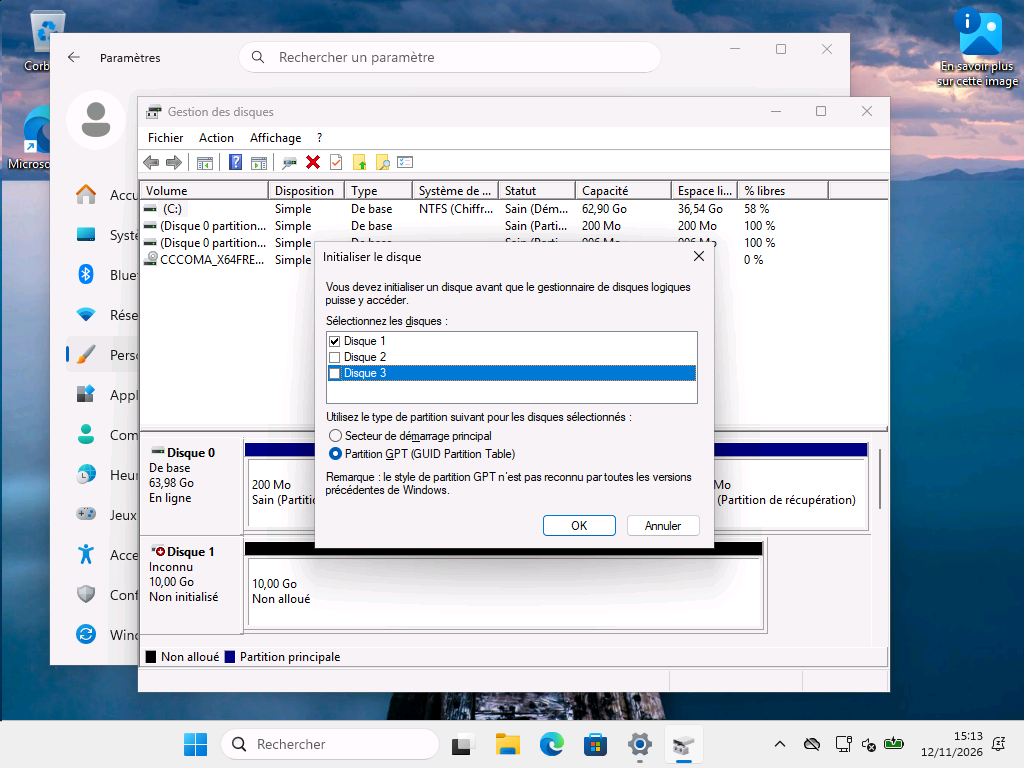 Corb
En savoir plus
sur cette image
Paramètres
Rechercher un paramètre
Microso
Accu
Systè
Blue
Rése
Perso
Appl
Com
Heur
Jeux
Acce
Conf
Wind
Gestion des disques
Fichier Action Affichage ?
Volume Disposition Type Système de ... Statut Capacité Espace li... % libres
(C:) Simple De base NTFS (Chiffr... Sain (Dém... 62,90 Go 36,54 Go 58 %
(Disque 0 partition... Simple De base Sain (Parti... 200 Mo 200 Mo 100 %
(Disque 0 partition... Simple De base Sain (Parti... 100 %
CCCOMA_X64FRE... Simple 0 %
Initialiser le disque
Vous devez initialiser un disque avant que le gestionnaire de disques logiques
puisse y accéder.
Sélectionnez les disques :
Disque 1
Disque 2
Disque 3
Utilisez le type de partition suivant pour les disques sélectionnés :
Secteur de démarrage principal
Partition GPT (GUID Partition Table)
Remarque : le style de partition GPT n'est pas reconnu par toutes les versions
précédentes de Windows.
OK Annuler
Disque 0
De base
63,98 Go
En ligne
200 Mo
Sain (Partitio
Mo
(Partition de récupération)
Disque 1
Inconnu
10,00 Go
Non initialisé
10,00 Go
Non alloué
Non alloué Partition principale
Rechercher
15:13
12/11/2026